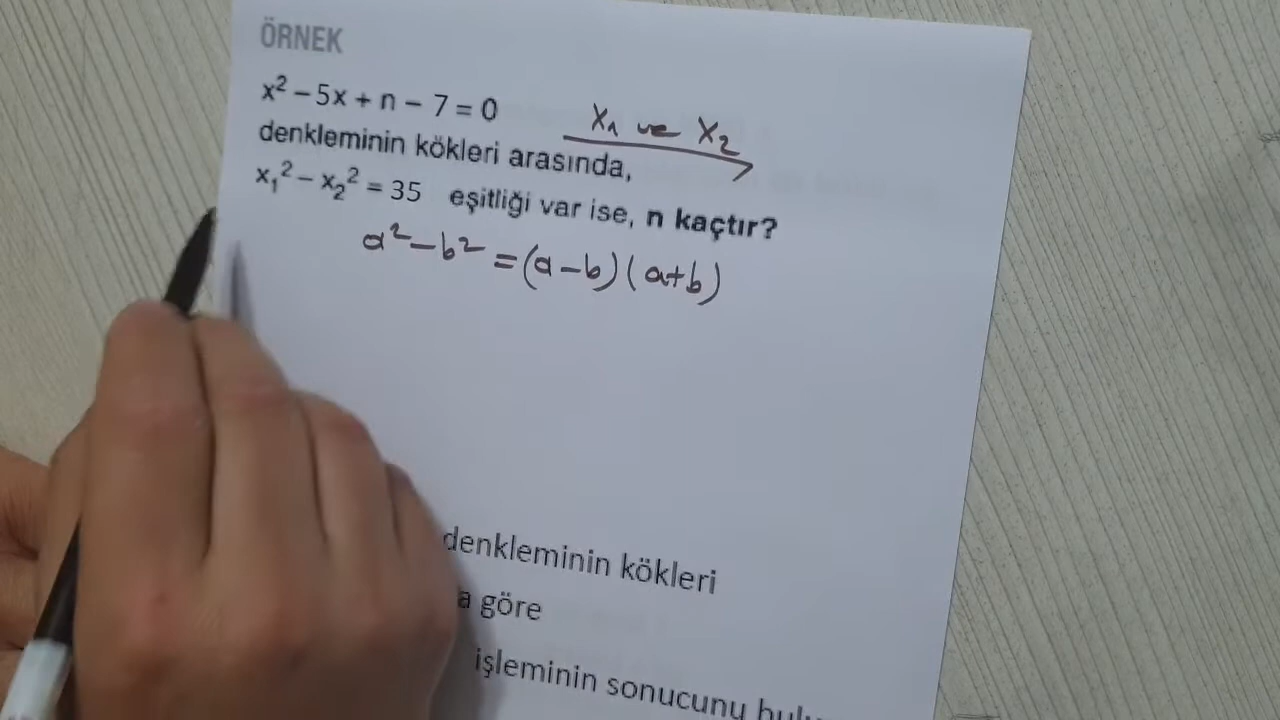 ÖRNEK
x² − 5x + n − 7 = 0
x₁ ve x₂
denkleminin kökleri arasında,
x₁² − x₂² = 35 eşitliği var ise, n kaçtır?
a² − b² = (a − b)(a + b)
denkleminin kökleri
göre
işleminin sonucunu